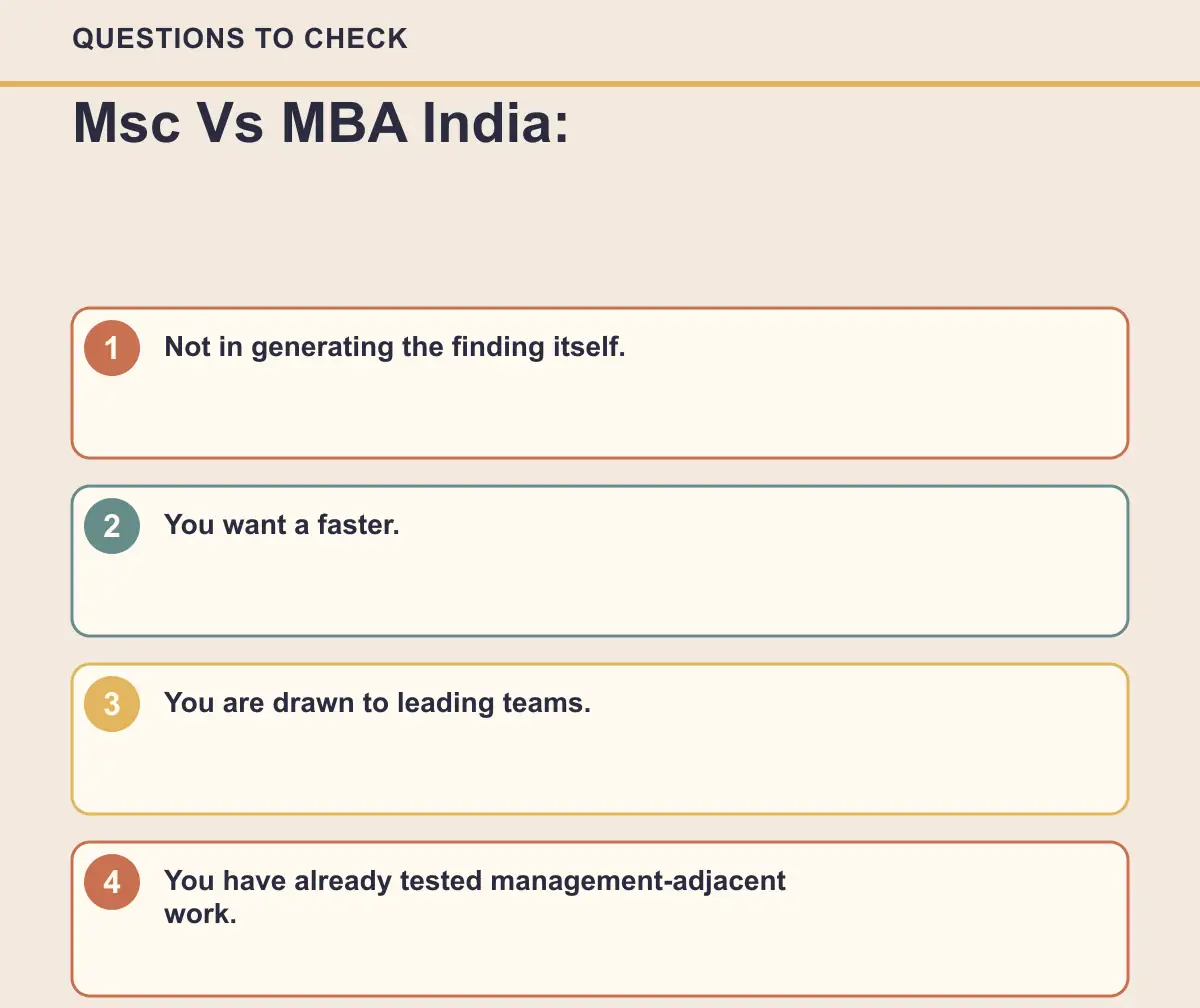 QUESTIONS TO CHECK
Msc Vs MBA India:
1
Not in generating the finding itself.
2
You want a faster.
3
You are drawn to leading teams.
4
You have already tested management-adjacent
work.